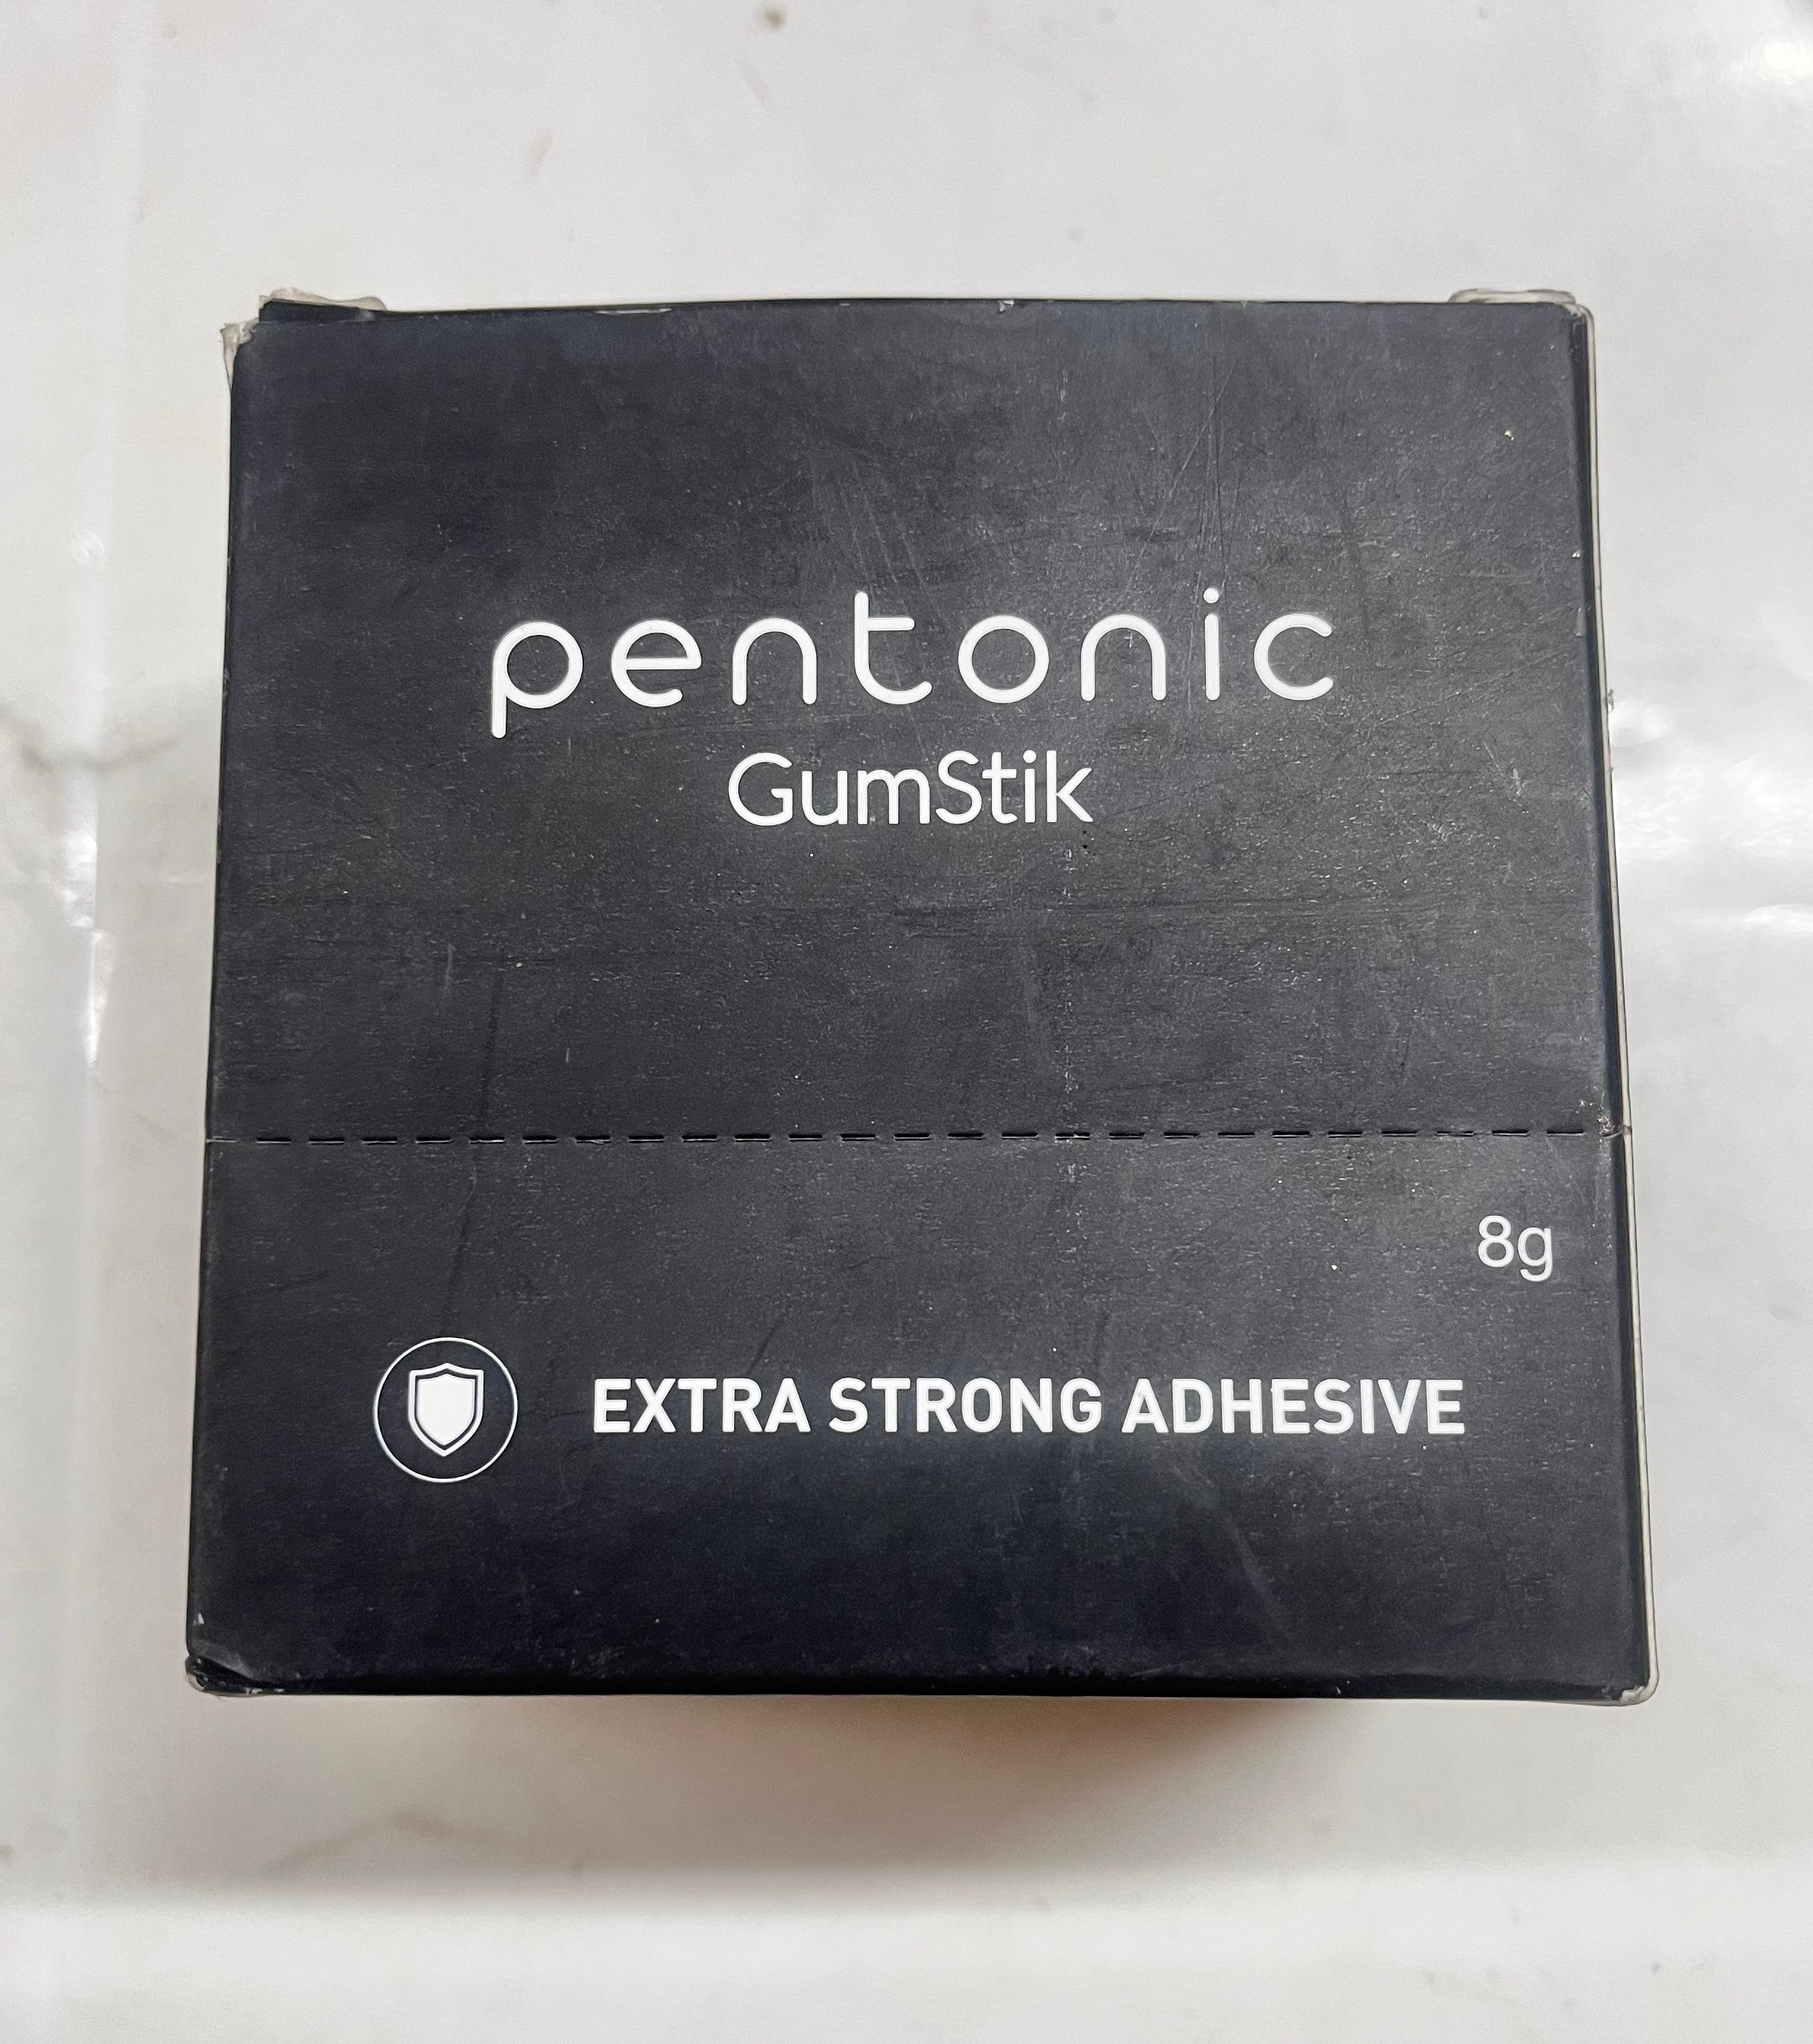 pentonic
GumStik
8g
EXTRA STRONG ADHESIVE